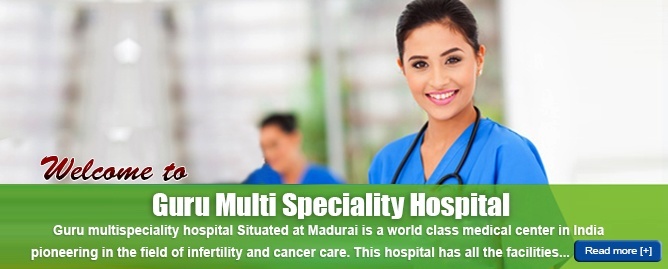 Welcome to
Guru Multi Speciality Hospital
Guru multispeciality hospital Situated at Madurai is a world class medical center in India
pioneering in the field of infertility and cancer care. This hospital has all the facilities... Read more [+]